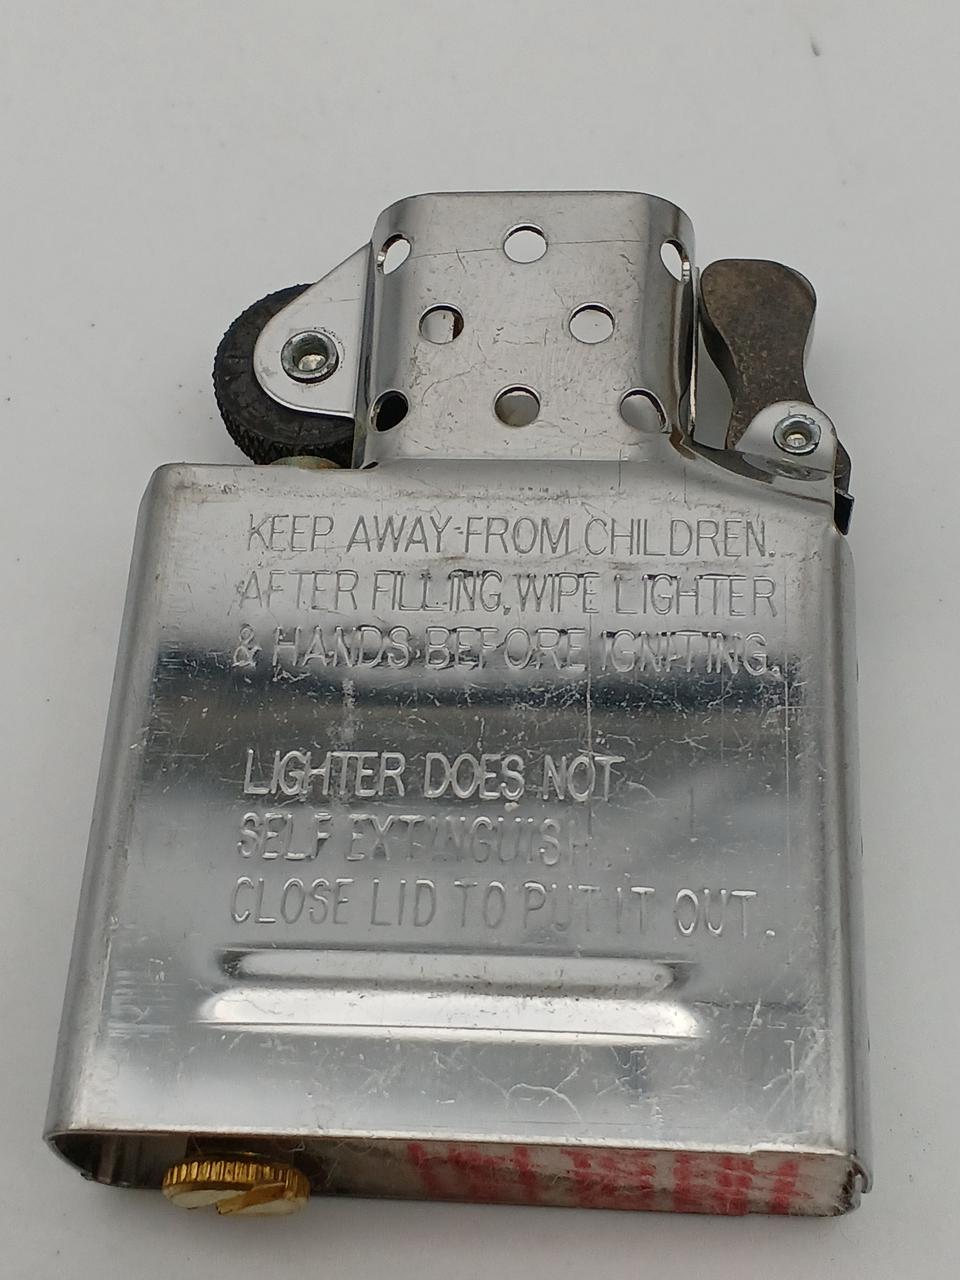 KEEP AWAY FROM CHILDREN.
AFTER FILLING, WIPE LIGHTER
& HANDS BEFORE IGNITING.
LIGHTER DOES NOT
SELF EXTINGUISH.
CLOSE LID TO PUT IT OUT.